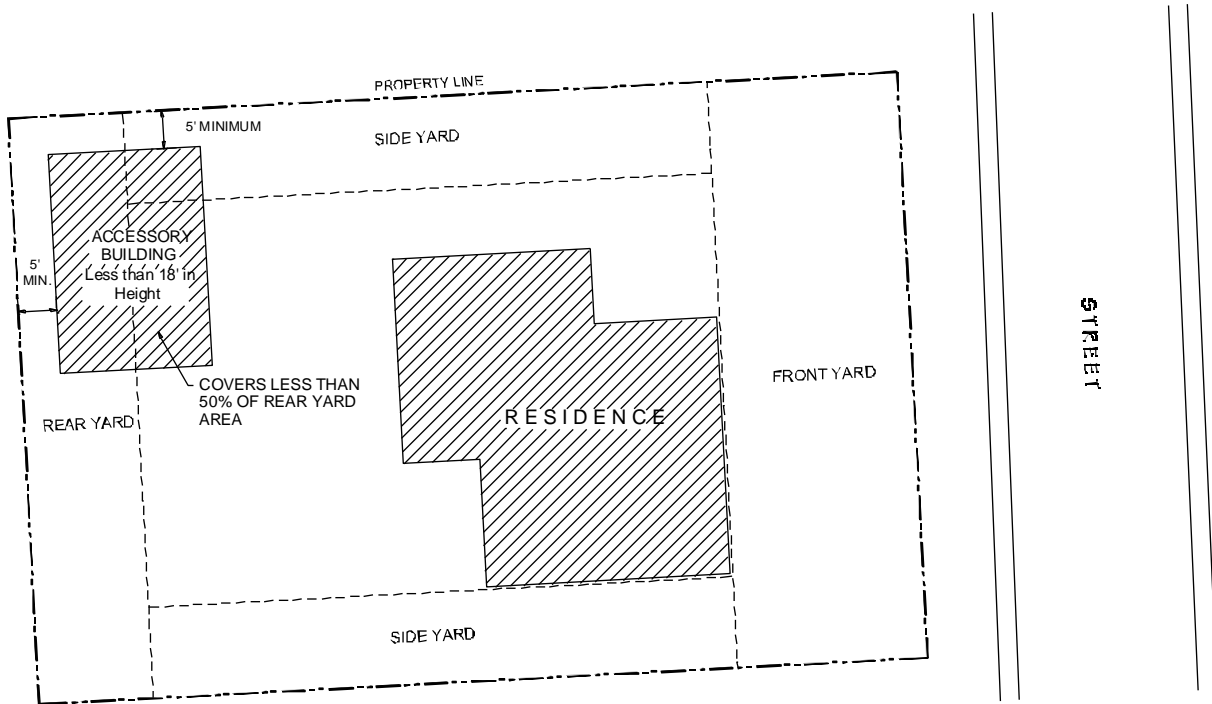 PROPERTY LINE
5' MINIMUM
SIDE YARD
ACCESSORY
BUILDING
Less than 18' in
Height
5'
MIN.
COVERS LESS THAN
50% OF REAR YARD
AREA
REAR YARD
RESIDENCE
FRONT YARD
STREET
SIDE YARD